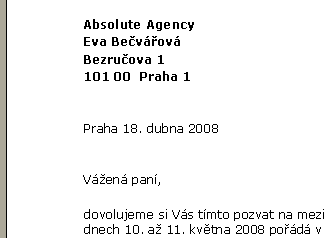 Absolute Agency
Eva Bečvářová
Bezručova 1
101 00 Praha 1
Praha 18. dubna 2008
Vážená paní,
dovolujeme si Vás tímto pozvat na mezi
dnech 10. až 11. května 2008 pořádá v